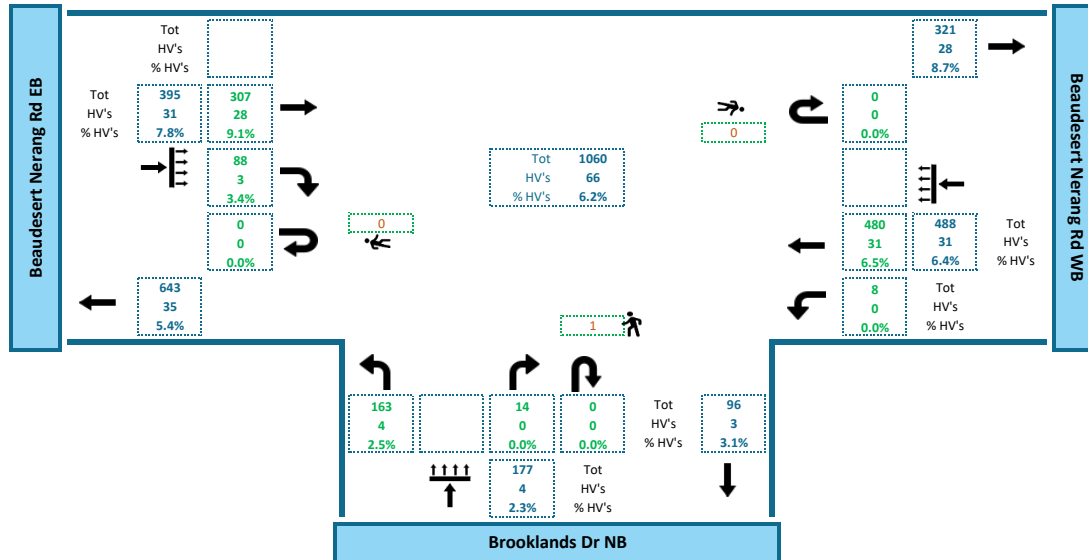 Beaudesert Nerang Rd EB
Tot
HV's
% HV's
Tot
HV's
% HV's
395
31
7.8%
307
28
9.1%
88
3
3.4%
0
0
0.0%
643
35
5.4%
0
Tot 1060
HV's 66
% HV's 6.2%
0
1
321
28
8.7%
0
0
0.0%
480
31
6.5%
488
31
6.4%
Tot
HV's
% HV's
8
0
0.0%
Tot
HV's
% HV's
Beaudesert Nerang Rd WB
163
4
2.5%
14
0
0.0%
0
0
0.0%
Tot
HV's
% HV's
96
3
3.1%
177
4
2.3%
Tot
HV's
% HV's
Brooklands Dr NB